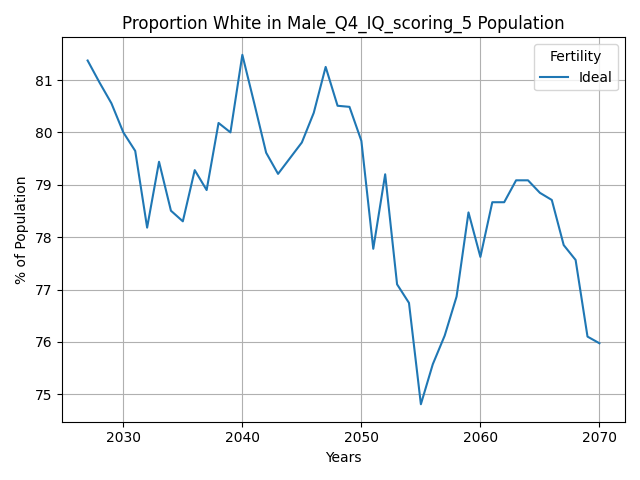 Proportion White in Male_Q4_IQ_scoring_5 Population
Fertility
Ideal
% of Population
81
80
79
78
77
76
75
2030 2040 2050 2060 2070
Years